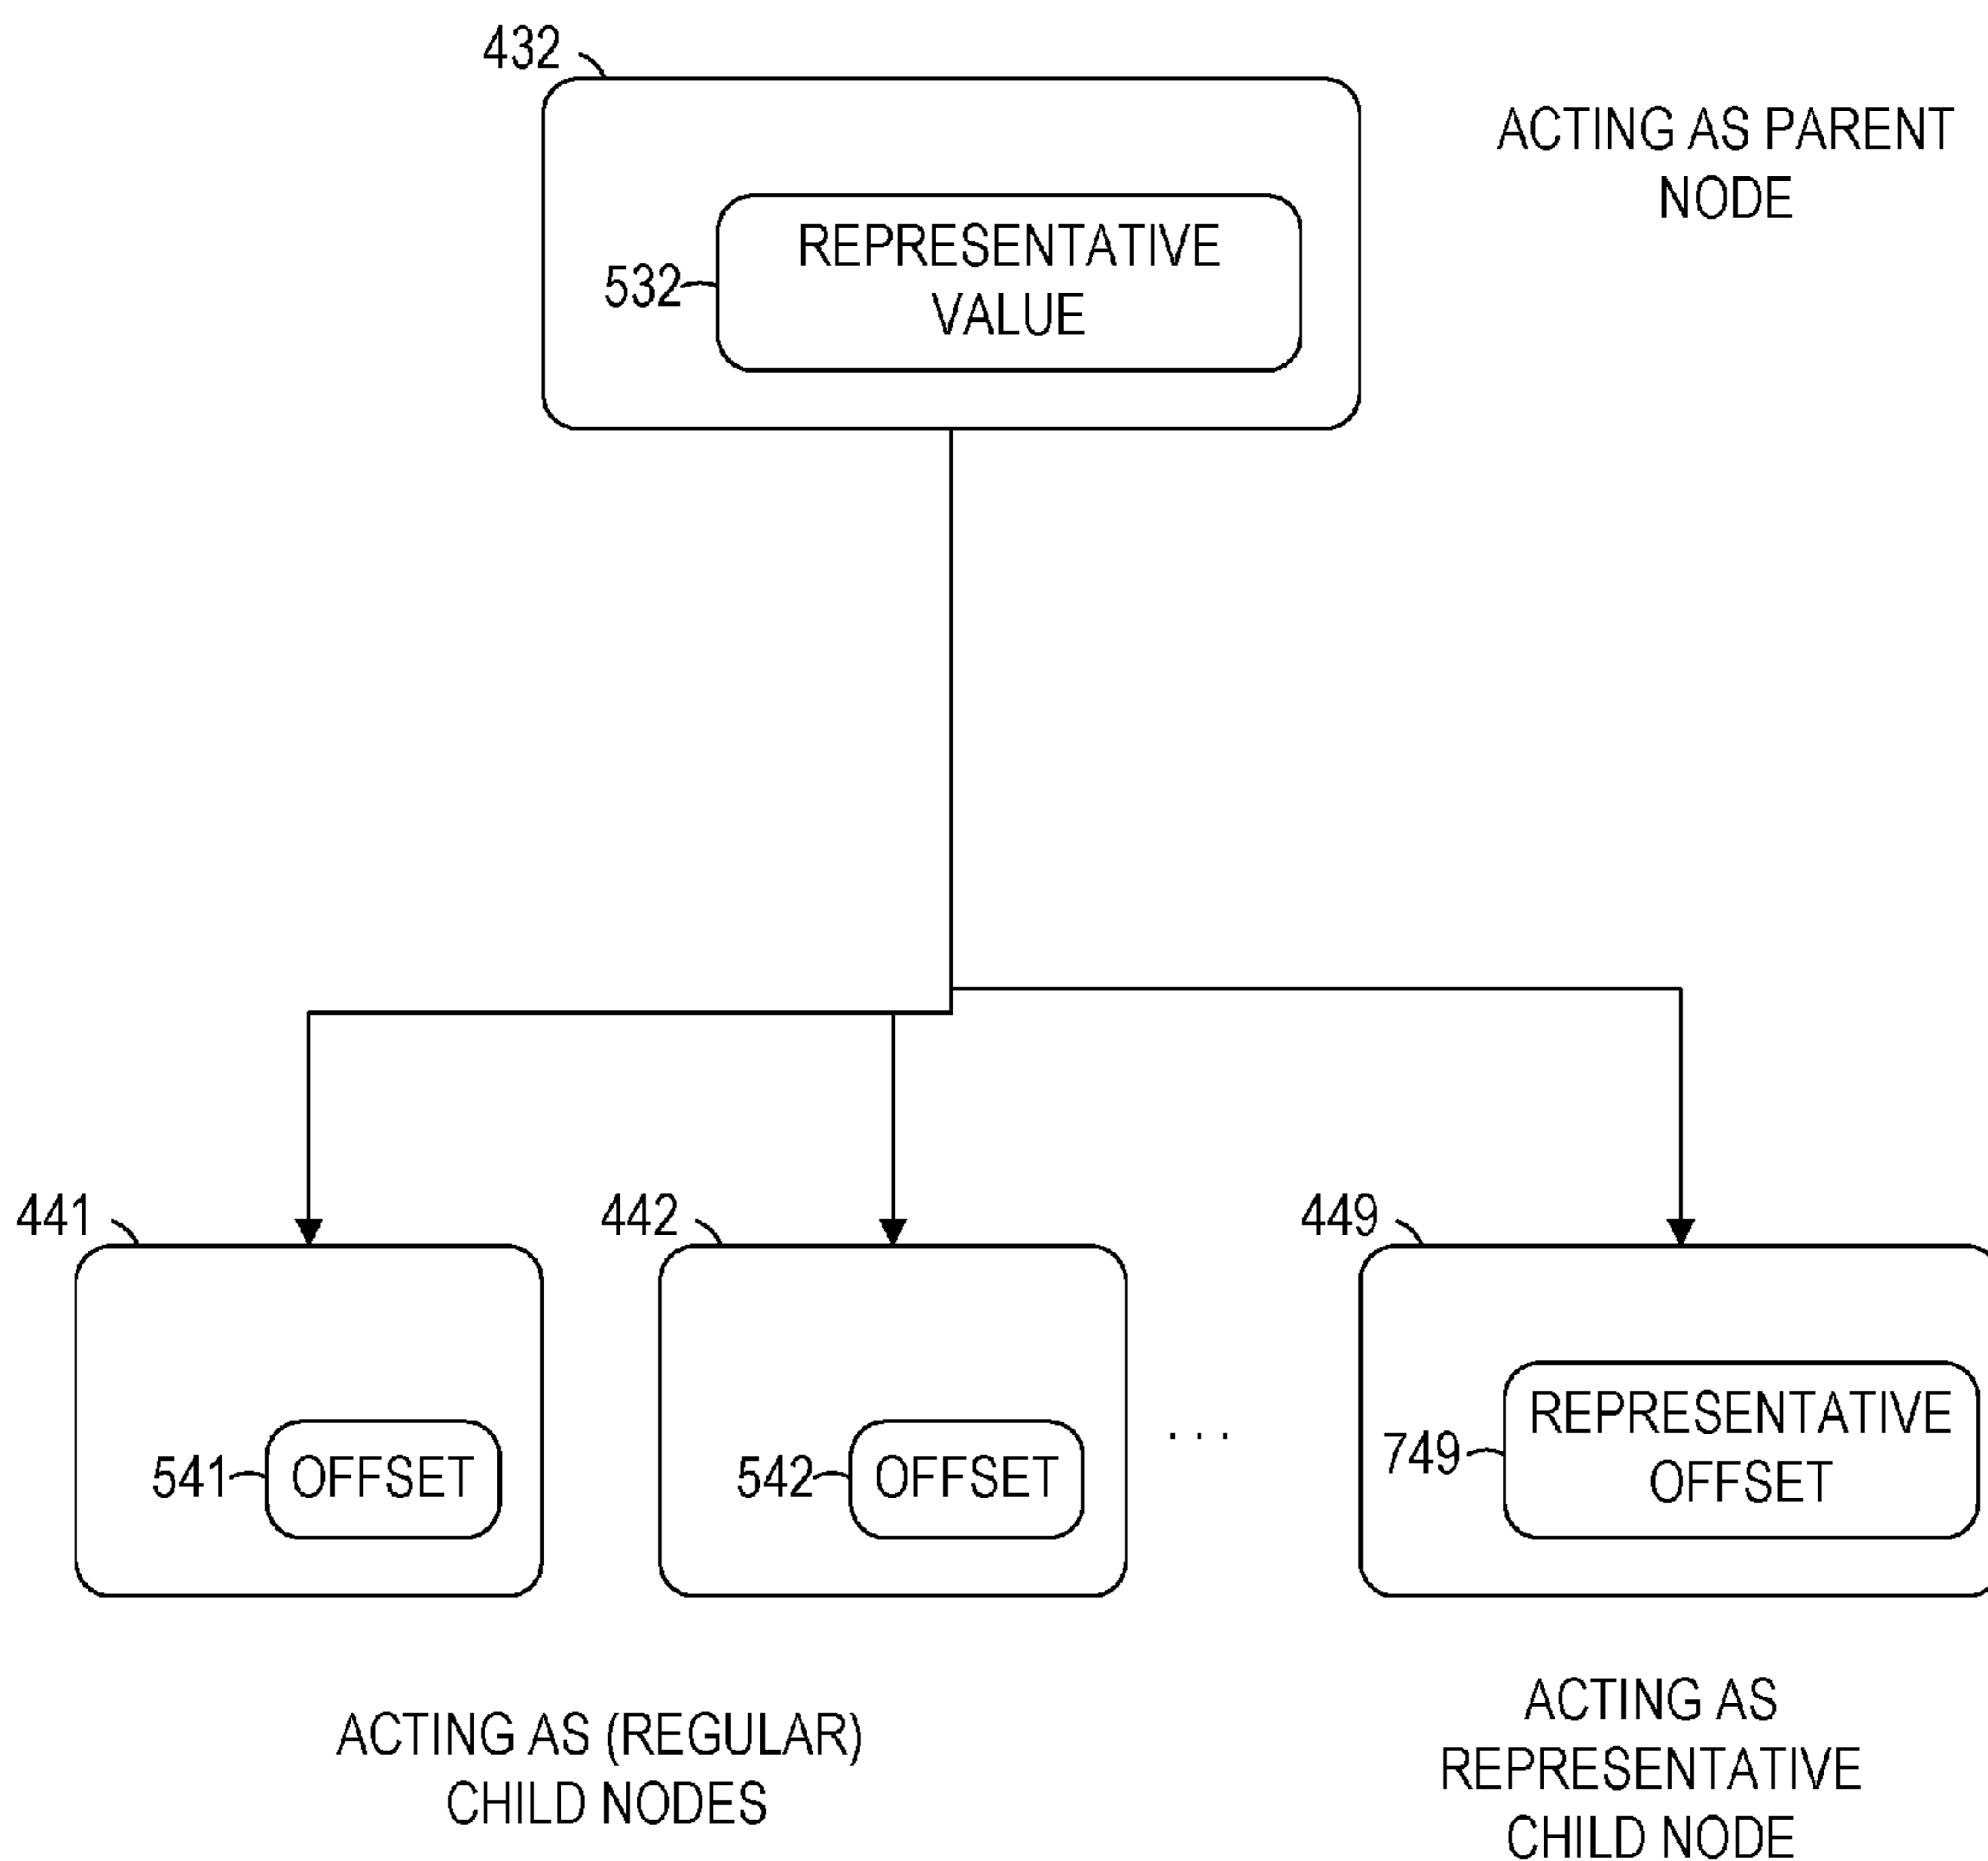 432
ACTING AS PARENT
NODE
REPRESENTATIVE
VALUE
532
441
442
449
541
OFFSET
542
OFFSET
. . .
749
REPRESENTATIVE
OFFSET
ACTING AS (REGULAR)
CHILD NODES
ACTING AS
REPRESENTATIVE
CHILD NODE